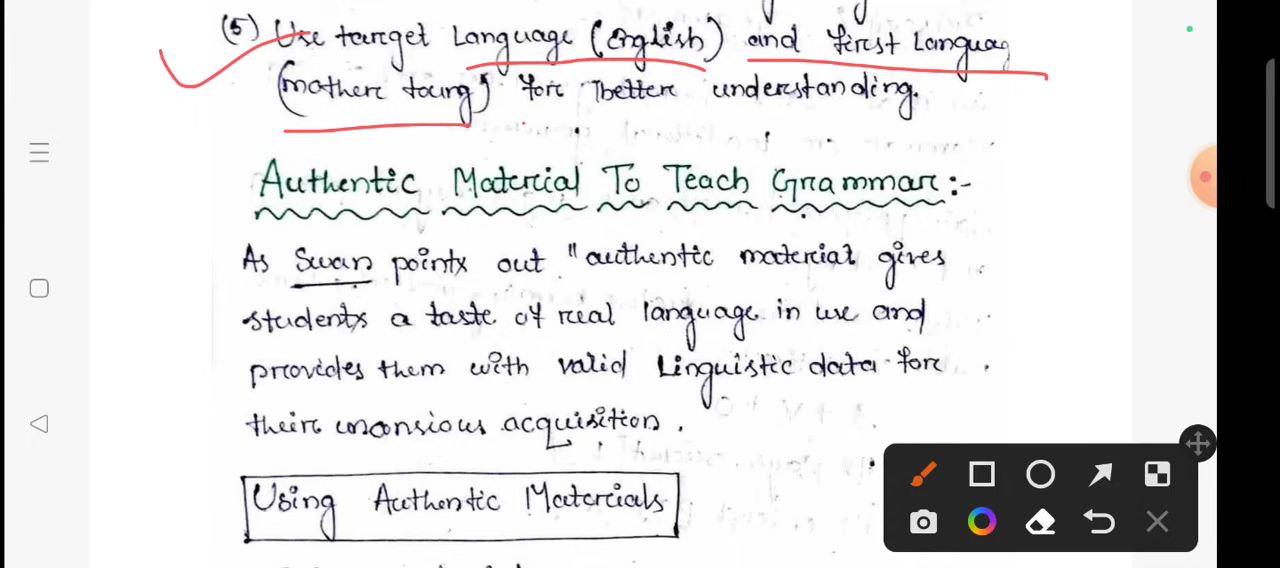 (5) Use target Language (English) and first Languag
(mother toung) for better understanding.
Authentic Material To Teach Grammar :-
As Swan points out "authentic material gives
students a taste of real language in use and
provides them with valid Linguistic data for
their unconsious acquisition.
Using Authentic Materials